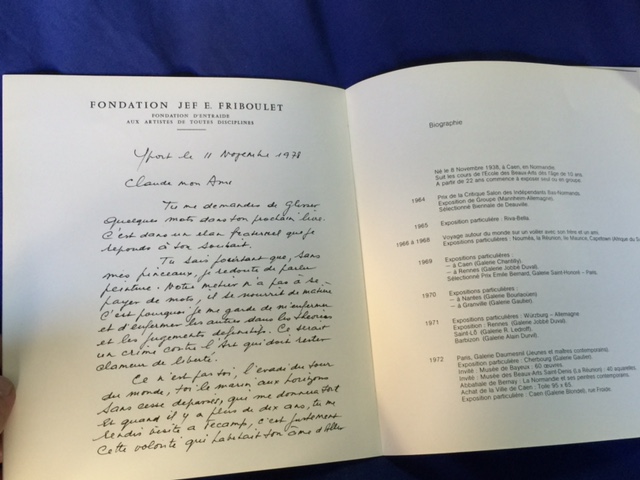 FONDATION JEF E. FRIBOULET
FONDATION D'ENTRAIDE
AUX ARTISTES DE TOUTES DISCIPLINES
Yport le 11 Novembre 1978
Claude mon Ami
Tu me demandes de glisser
quelques mots dans ton prochain livre.
C'est dans un élan fraternel que je
réponds à ton souhait.
Tu sais pourtant que, sans
mes pinceaux, je redoute de parler
peinture. Notre métier n'a pas à se
payer de mots, il se nourrit de matière
C'est pourquoi je me garde de m'enfermer
et d'enfermer les autres dans les théories
et les jugements définitifs. Ce serait
un crime contre l'art qui doit rester
clameur de liberté.
Ce n'est pas toi, l'évadé du tour
du monde, toi le marin aux horizons
sans cesse dépassés, que me donnera tort
et quand il y a plus de dix ans, tu me
rendis visite à Fécamp, c'est justement
cette volonté qui habitait ton âme d'aller
Biographie
Né le 8 Novembre 1938, à Caen, en Normandie.
Suit les cours de l'Ecole des Beaux-Arts dès l'âge de 15 ans.
A partir de 22 ans commence à exposer seul ou en groupe.
1964 Prix de la Critique Salon des Indépendants Bas-Normands.
Exposition de Groupe (Mannheim-Allemagne).
Sélectionné Biennale de Deauville.
1965 Exposition particulière : Riva-Bella.
1966 à 1968 Voyage autour du monde sur un voilier avec son frère et un ami.
Expositions particulières : Nouméa, la Réunion, Ile Maurice, Capetown (Afrique du
1969 Expositions particulières :
– à Caen (Galerie Chantilly).
– à Rennes (Galerie Jobbé Duval).
Sélectionné Prix Emile Bernard, Galerie Saint-Honoré – Paris.
1970 Expositions particulières :
– à Nantes (Galerie Bourlaouen)
– à Granville (Galerie Gautier).
1971 Expositions particulières : Würzburg – Allemagne
Exposition : Rennes (Galerie Jobbé Duval).
Saint-Lô (Galerie R. Ledroff).
Barbizon (Galerie Alain Durvil).
1972 Paris, Galerie Daumesnil (Jeunes et maîtres contemporains).
Exposition particulière : Cherbourg (Galerie Gautier).
Invité : Musée de Bayeux : 60 œuvres.
Invité : Musée des Beaux-Arts Saint-Denis (La Réunion) : 40 aquarelles.
Abbatiale de Bernay : La Normandie et ses peintres contemporains.
Achat de la Ville de Caen : Toile 95 x 65.
Exposition particulière : Caen (Galerie Blondel), rue Froide.